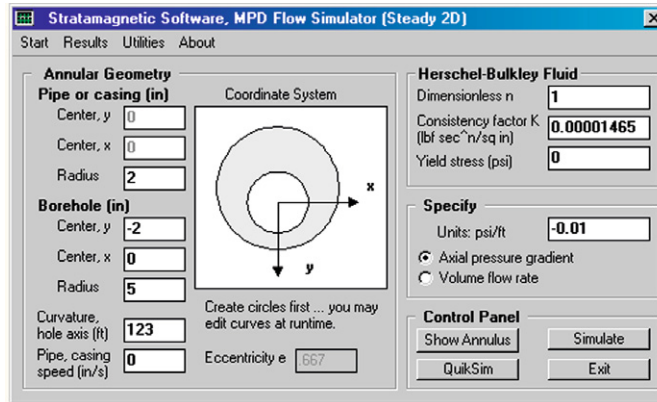 Stratamagnetic Software, MPD Flow Simulator (Steady 2D)
Start Results Utilities About
Annular Geometry
Pipe or casing (in)
Center, y 0
Center, x 0
Radius 2
Borehole (in)
Center, y -2
Center, x 0
Radius 5
Curvature,
hole axis (ft) 123
Pipe, casing
speed (in/s) 0
Coordinate System
x
y
Create circles first ... you may
edit curves at runtime.
Eccentricity e .667
Herschel-Bulkley Fluid
Dimensionless n 1
Consistency factor K
(lbf sec^n/sq in) 0.00001465
Yield stress (psi) 0
Specify
Units: psi/ft -0.01
Axial pressure gradient
Volume flow rate
Control Panel
Show Annulus Simulate
QuikSim Exit